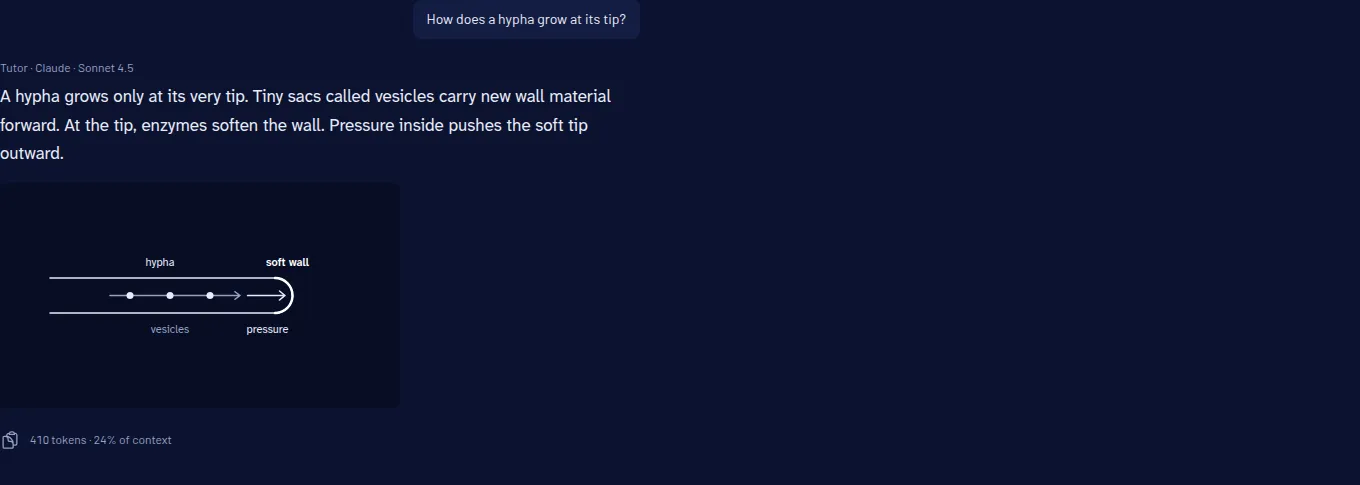 How does a hypha grow at its tip?
Tutor · Claude · Sonnet 4.5
A hypha grows only at its very tip. Tiny sacs called vesicles carry new wall material
forward. At the tip, enzymes soften the wall. Pressure inside pushes the soft tip
outward.
hypha
soft wall
vesicles
pressure
410 tokens · 24% of context